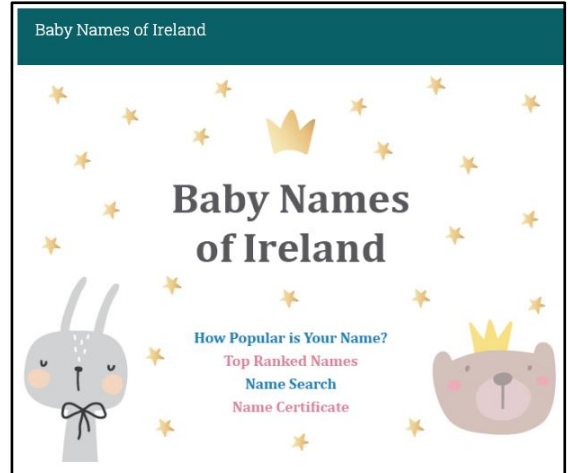 Baby Names of Ireland
Baby Names
of Ireland
How Popular is Your Name?
Top Ranked Names
Name Search
Name Certificate